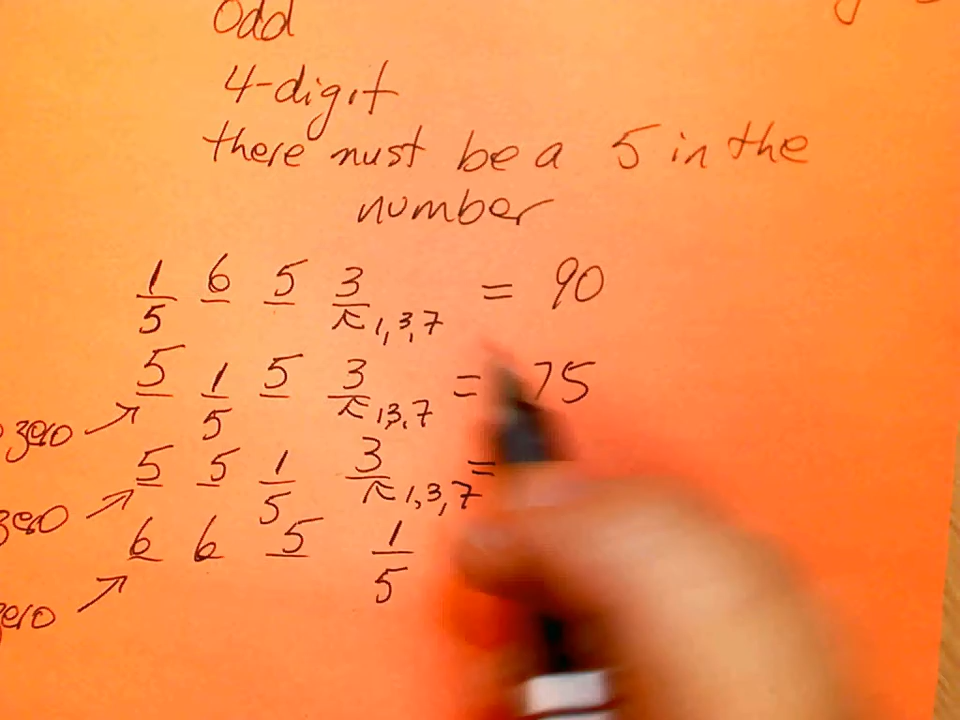 Odd
4-digit
there must be a 5 in the
number
1 6 5 3 = 90
5 1,3,7
5 1 5 3 = 75
zero 5 1,3,7
5 5 1 3 =
zero 5 1,3,7
6 6 5 1
zero 5